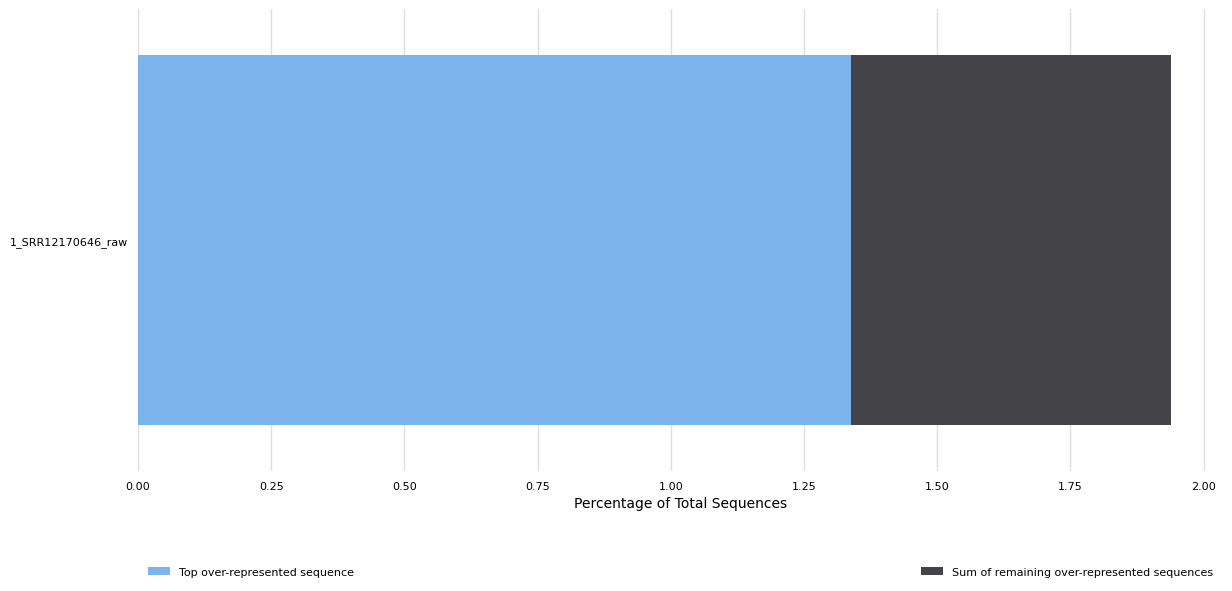 1_SRR12170646_raw
0.00 0.25 0.50 0.75 1.00 1.25 1.50 1.75 2.00
Percentage of Total Sequences
Top over-represented sequence Sum of remaining over-represented sequences